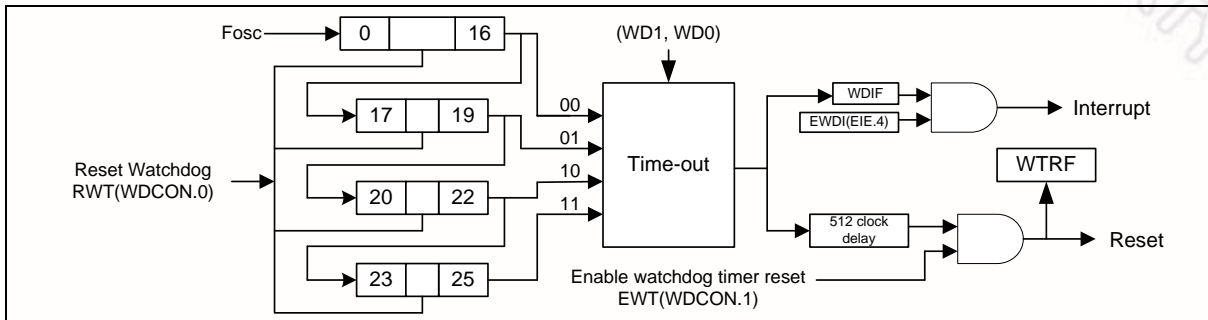 Fosc
0 16
(WD1, WD0)
17 19
00
WDIF
EWDI(EIE.4)
Interrupt
01
Time-out
Reset Watchdog
RWT(WDCON.0)
20 22
10
WTRF
11
512 clock
delay
Reset
23 25
Enable watchdog timer reset
EWT(WDCON.1)